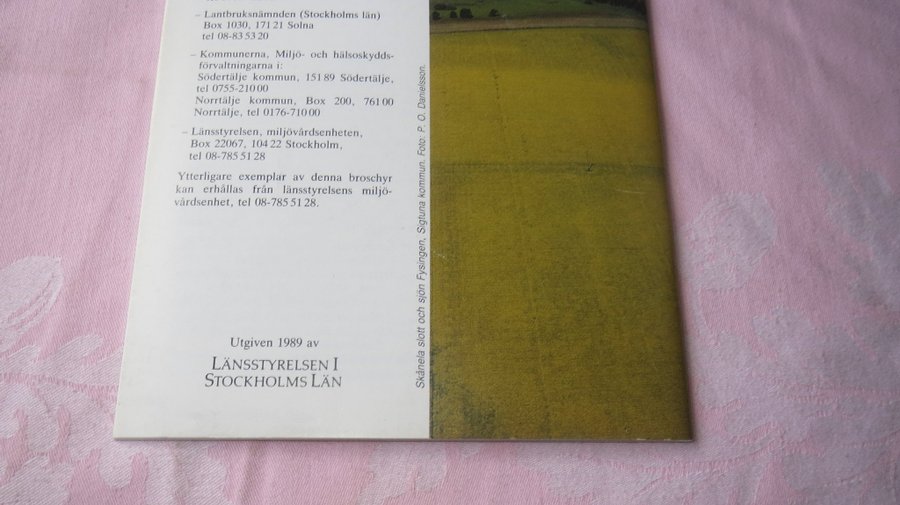 – Lantbruksnämnden (Stockholms län)
Box 1030, 171 21 Solna
tel 08-83 53 20
– Kommunerna, Miljö- och hälsoskydds-
förvaltningarna i:
Södertälje kommun, 151 89 Södertälje,
tel 0755-210 00
Norrtälje kommun, Box 200, 761 00
Norrtälje, tel 0176-710 00
– Länsstyrelsen, miljövårdsenheten,
Box 22067, 104 22 Stockholm,
tel 08-785 51 28
Ytterligare exemplar av denna broschyr
kan erhållas från länsstyrelsens miljö-
vårdsenhet, tel 08-785 51 28.
Utgiven 1989 av
LÄNSSTYRELSEN I
STOCKHOLMS LÄN
Skånela slott och sjön Fysingen, Sigtuna kommun. Foto: P. O. Danielsson.